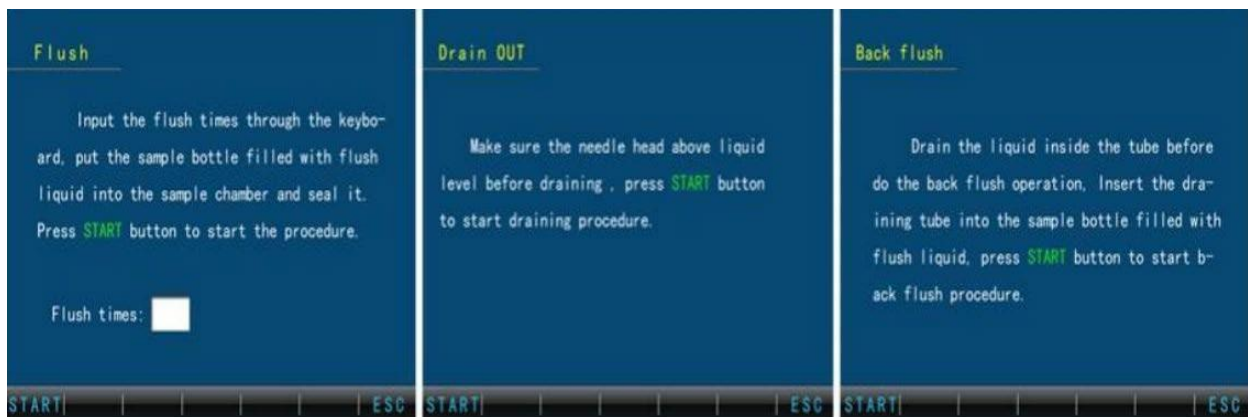 Flush
Input the flush times through the keybo-
ard, put the sample bottle filled with flush
liquid into the sample chamber and seal it.
Press START button to start the procedure.
Flush times:
START
ESC
Drain OUT
Make sure the needle head above liquid
level before draining , press START button
to start draining procedure.
START
ESC
Back flush
Drain the liquid inside the tube before
do the back flush operation, Insert the dra-
ining tube into the sample bottle filled with
flush liquid, press START button to start b-
ack flush procedure.
START
ESC